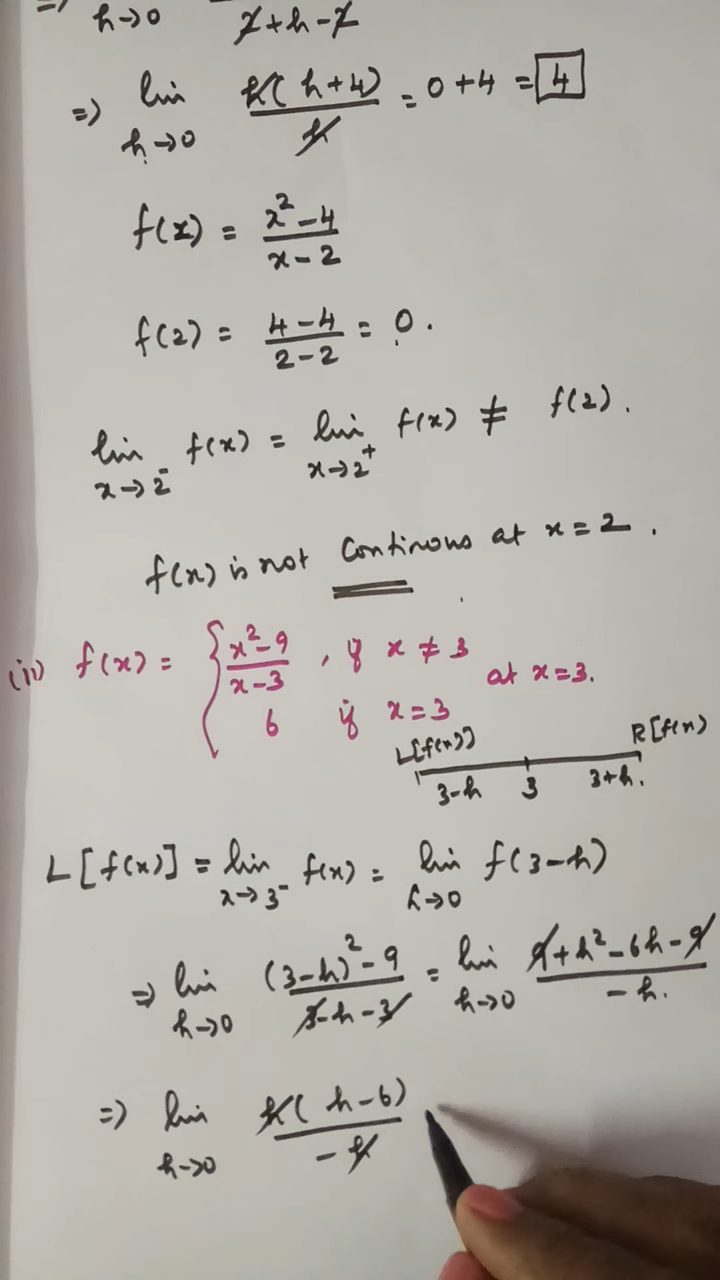 => h→0 2+h-2
=> lim h→0 h(h+4)/h = 0+4 = 4
f(x) = x²-4/x-2
f(2) = 4-4/2-2 = 0.
lim x→2⁻ f(x) = lim x→2⁺ f(x) ≠ f(2).
f(x) is not Continous at x=2.
(ii) f(x) = { x²-9/x-3 , if x ≠ 3
6 if x=3
at x=3.
L[f(x)] R[f(x)
3-h 3 3+h.
L[f(x)] = lim x→3⁻ f(x) = lim h→0 f(3-h)
=> lim h→0 (3-h)²-9/3-h-3 = lim h→0 9+h²-6h-9/-h.
=> lim h→0 h(h-6)/-h